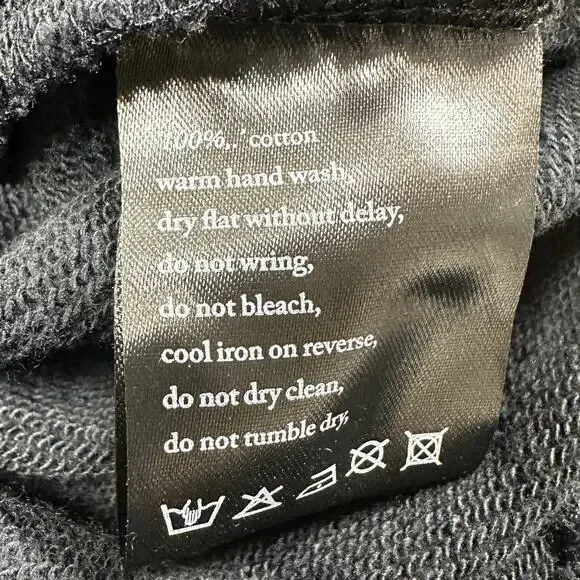 100% cotton
warm hand wash,
dry flat without delay,
do not wring,
do not bleach,
cool iron on reverse,
do not dry clean,
do not tumble dry,